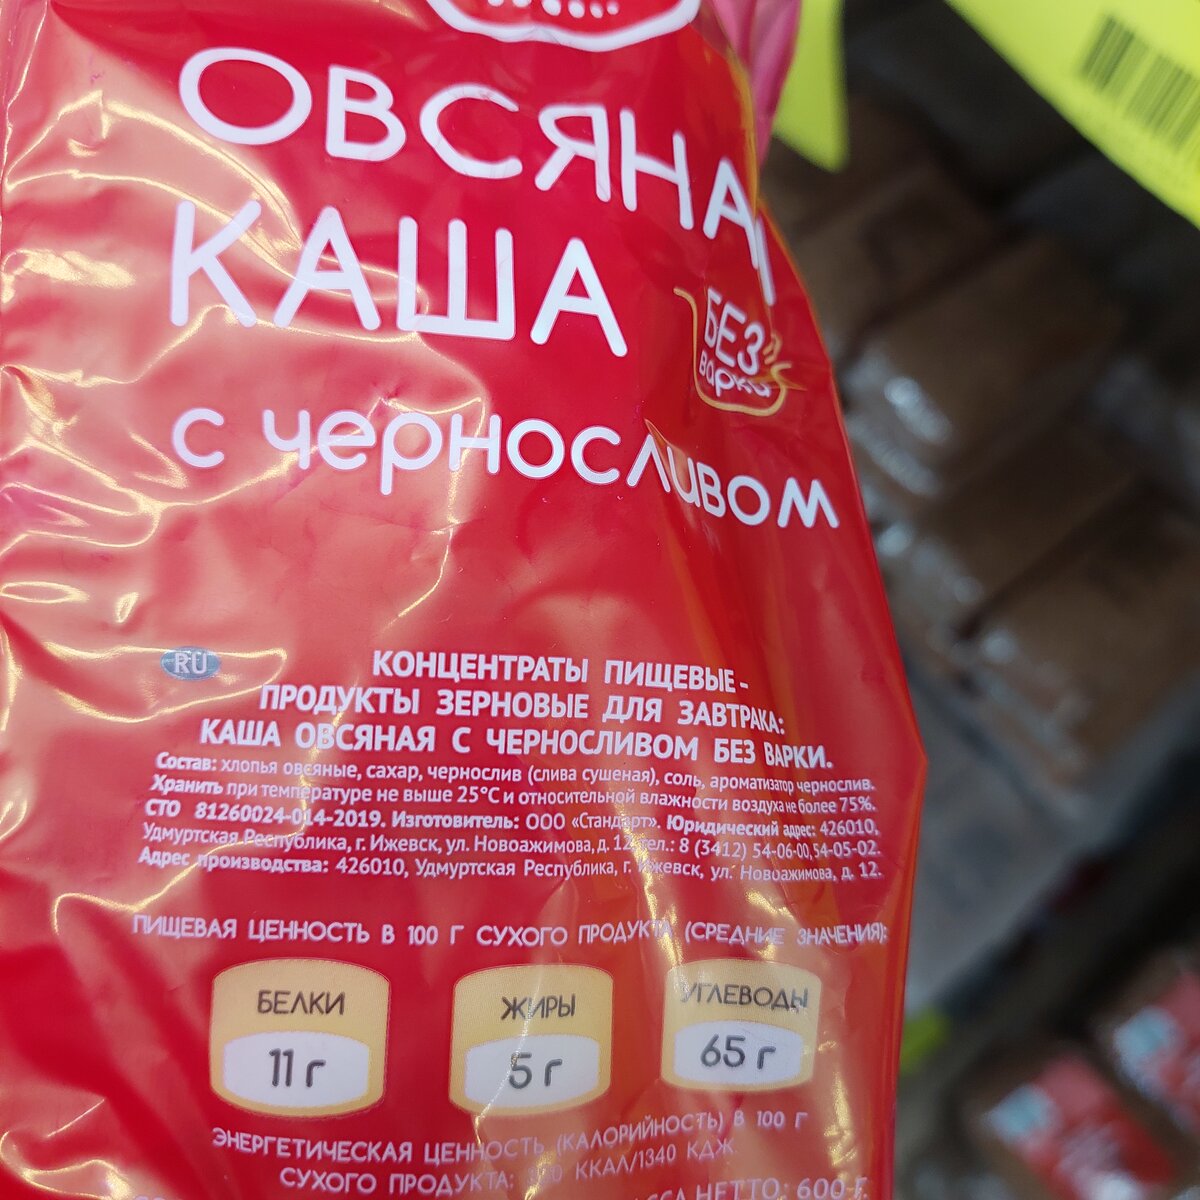 ОВСЯНАЯ
КАША
БЕЗ
варки
с черносливом
RU
КОНЦЕНТРАТЫ ПИЩЕВЫЕ-
ПРОДУКТЫ ЗЕРНОВЫЕ ДЛЯ ЗАВТРАКА:
КАША ОВСЯНАЯ С ЧЕРНОСЛИВОМ БЕЗ ВАРКИ.
Состав: хлопья овсяные, сахар, чернослив (слива сушеная), соль, ароматизатор чернослив.
Хранить при температуре не выше 25°С и относительной влажности воздуха не более 75%.
СТО 81260024-014-2019. Изготовитель: ООО «Стандарт». Юридический адрес: 426010,
Удмуртская Республика, г. Ижевск, ул. Новоажимова, д. 12, тел.: 8 (3412) 54-06-00, 54-05-02.
Адрес производства: 426010, Удмуртская Республика, г. Ижевск, ул. Новоажимова, д. 12.
ПИЩЕВАЯ ЦЕННОСТЬ В 100 Г СУХОГО ПРОДУКТА (СРЕДНИЕ ЗНАЧЕНИЯ):
БЕЛКИ ЖИРЫ УГЛЕВОДЫ
11 г 5 г 65 г
ЭНЕРГЕТИЧЕСКАЯ ЦЕННОСТЬ (КАЛОРИЙНОСТЬ) В 100 Г
СУХОГО ПРОДУКТА: ККАЛ/1340 КДЖ.
МАССА НЕТТО: 600 Г.